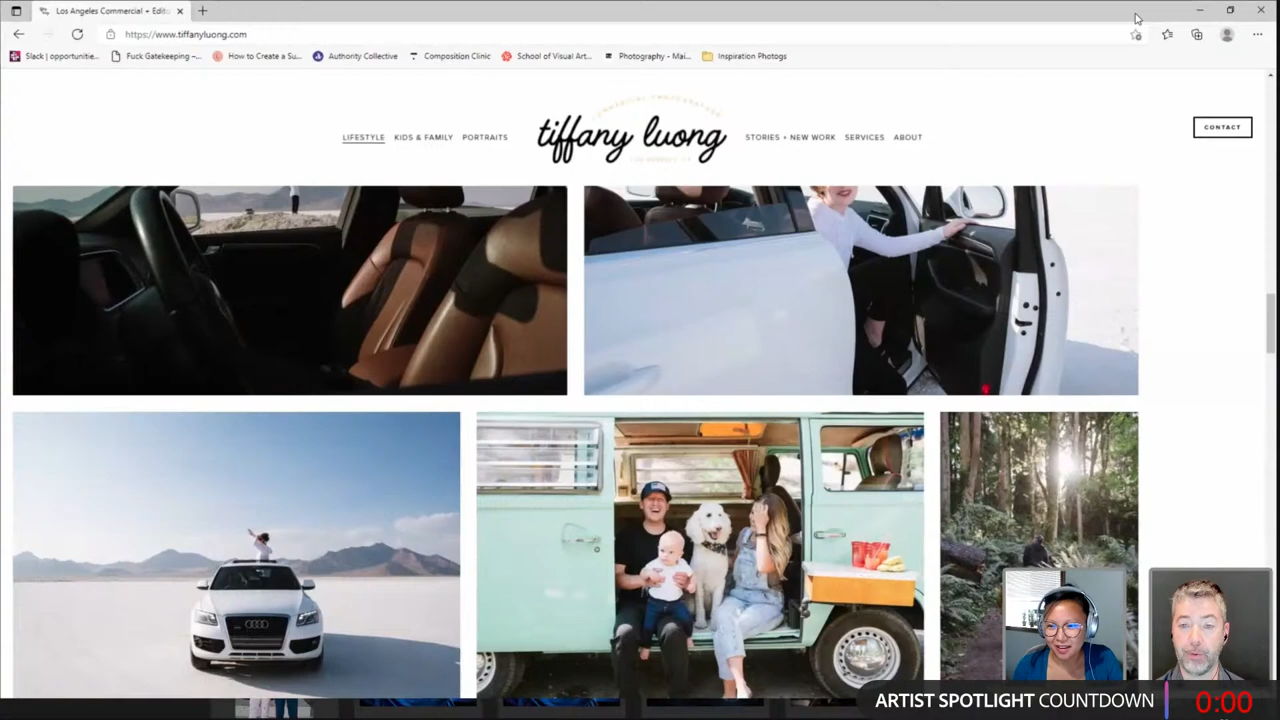 Los Angeles Commercial + Edito
https://www.tiffanyluong.com
Slack | opportunitie...
Fuck Gatekeeping –...
How to Create a Su...
Authority Collective
Composition Clinic
School of Visual Art...
Photography - Mai...
Inspiration Photogs
COMMERCIAL PHOTOGRAPHER
LIFESTYLE
KIDS & FAMILY
PORTRAITS
tiffany luong
STORIES + NEW WORK
SERVICES
ABOUT
CONTACT
ARTIST SPOTLIGHT COUNTDOWN
0:00